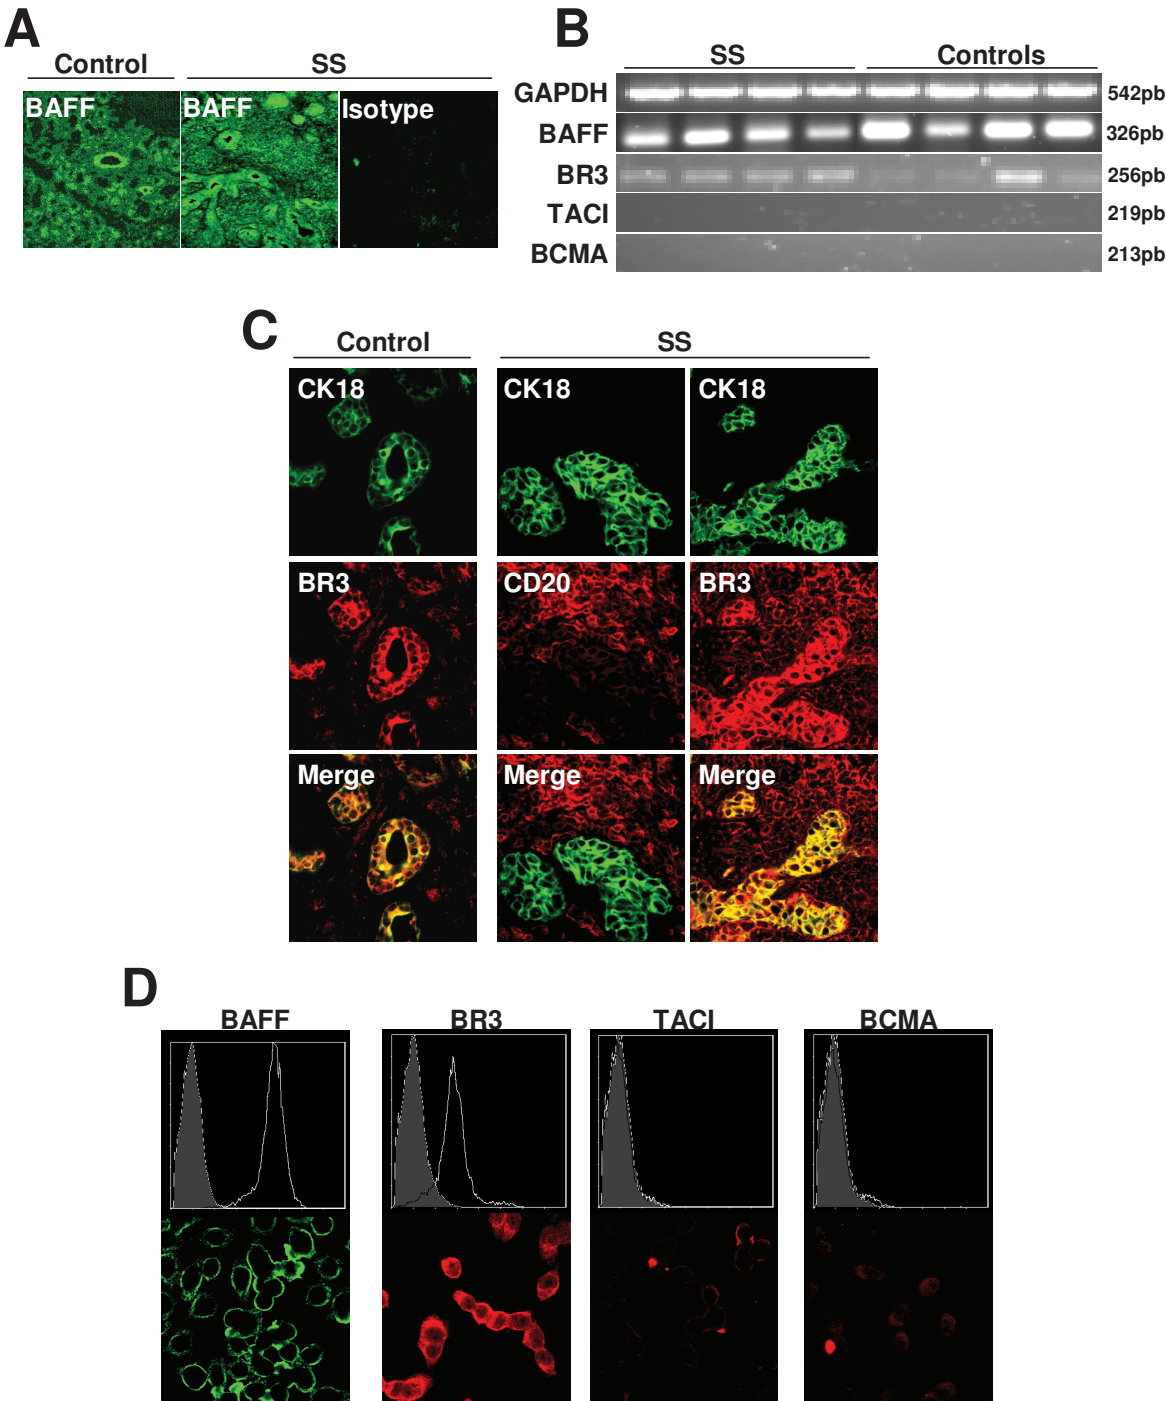 A
Control SS
BAFF BAFF Isotype
B
SS Controls
GAPDH 542pb
BAFF 326pb
BR3 256pb
TACI 219pb
BCMA 213pb
C
Control SS
CK18 CK18 CK18
BR3 CD20 BR3
Merge Merge Merge
D
BAFF BR3 TACI BCMA